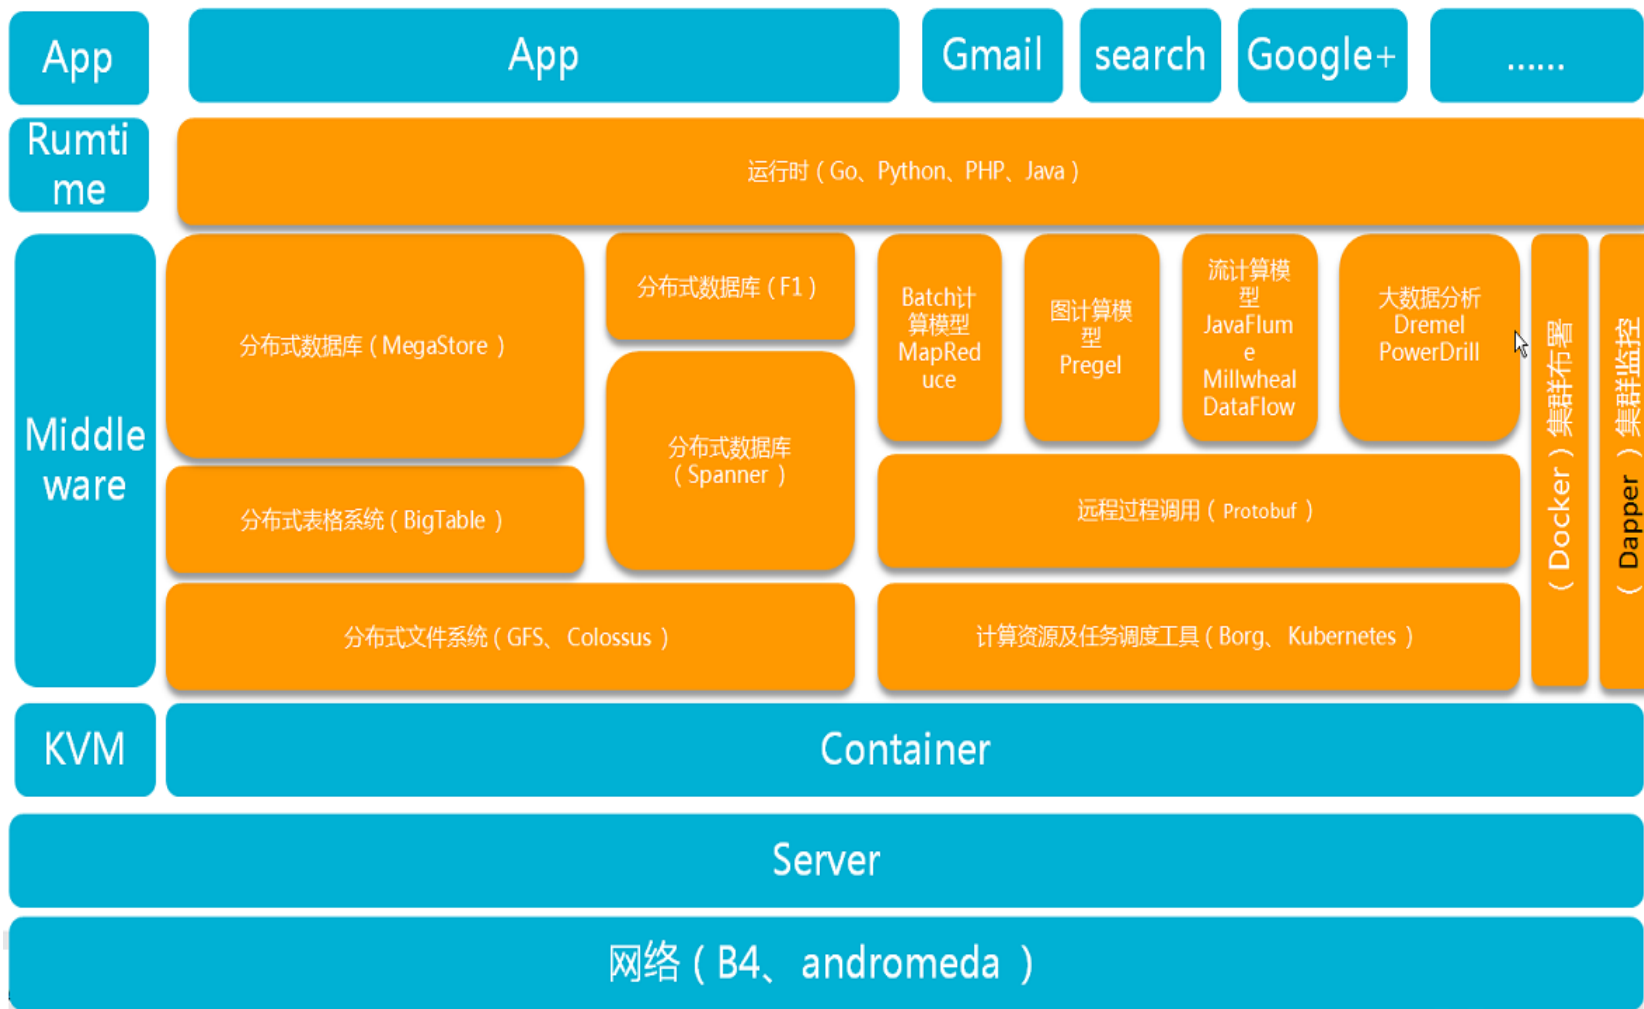 App
App
Gmail
search
Google+
......
Rumti
me
运行时（Go、Python、PHP、Java）
Middle
ware
分布式数据库（MegaStore ）
分布式数据库（F1）
分布式数据库
（Spanner ）
分布式表格系统（BigTable ）
分布式文件系统（GFS、Colossus ）
Batch计
算模型
MapRed
uce
图计算模
型
Pregel
流计算模
型
JavaFlum
e
Millwheal
DataFlow
大数据分析
Dremel
PowerDrill
远程过程调用（ Protobuf ）
计算资源及任务调度工具（Borg、Kubernetes ）
（Docker ）集群布署
（ Dapper ）集群监控
KVM
Container
Server
网络（B4、andromeda ）